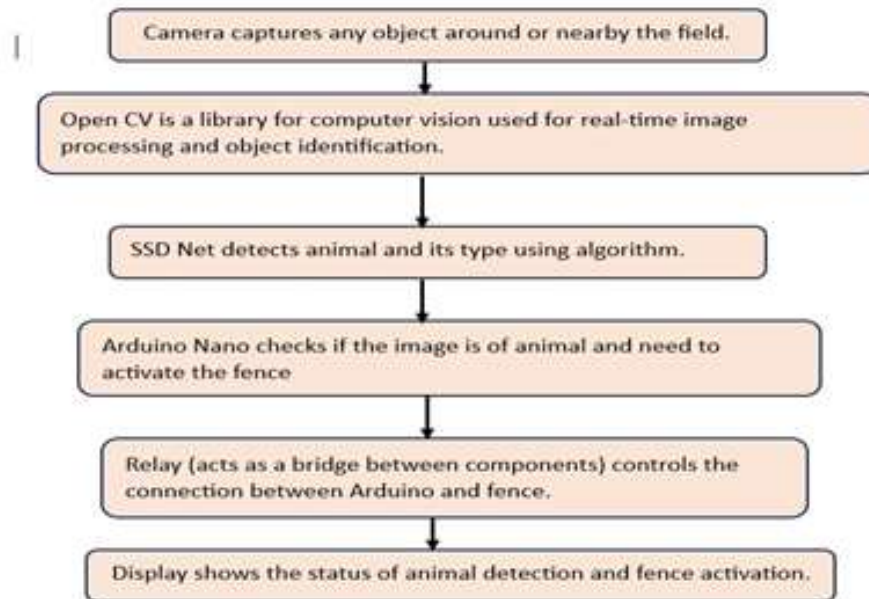 Camera captures any object around or nearby the field.
Open CV is a library for computer vision used for real-time image
processing and object identification.
SSD Net detects animal and its type using algorithm.
Arduino Nano checks if the image is of animal and need to
activate the fence
Relay (acts as a bridge between components) controls the
connection between Arduino and fence.
Display shows the status of animal detection and fence activation.